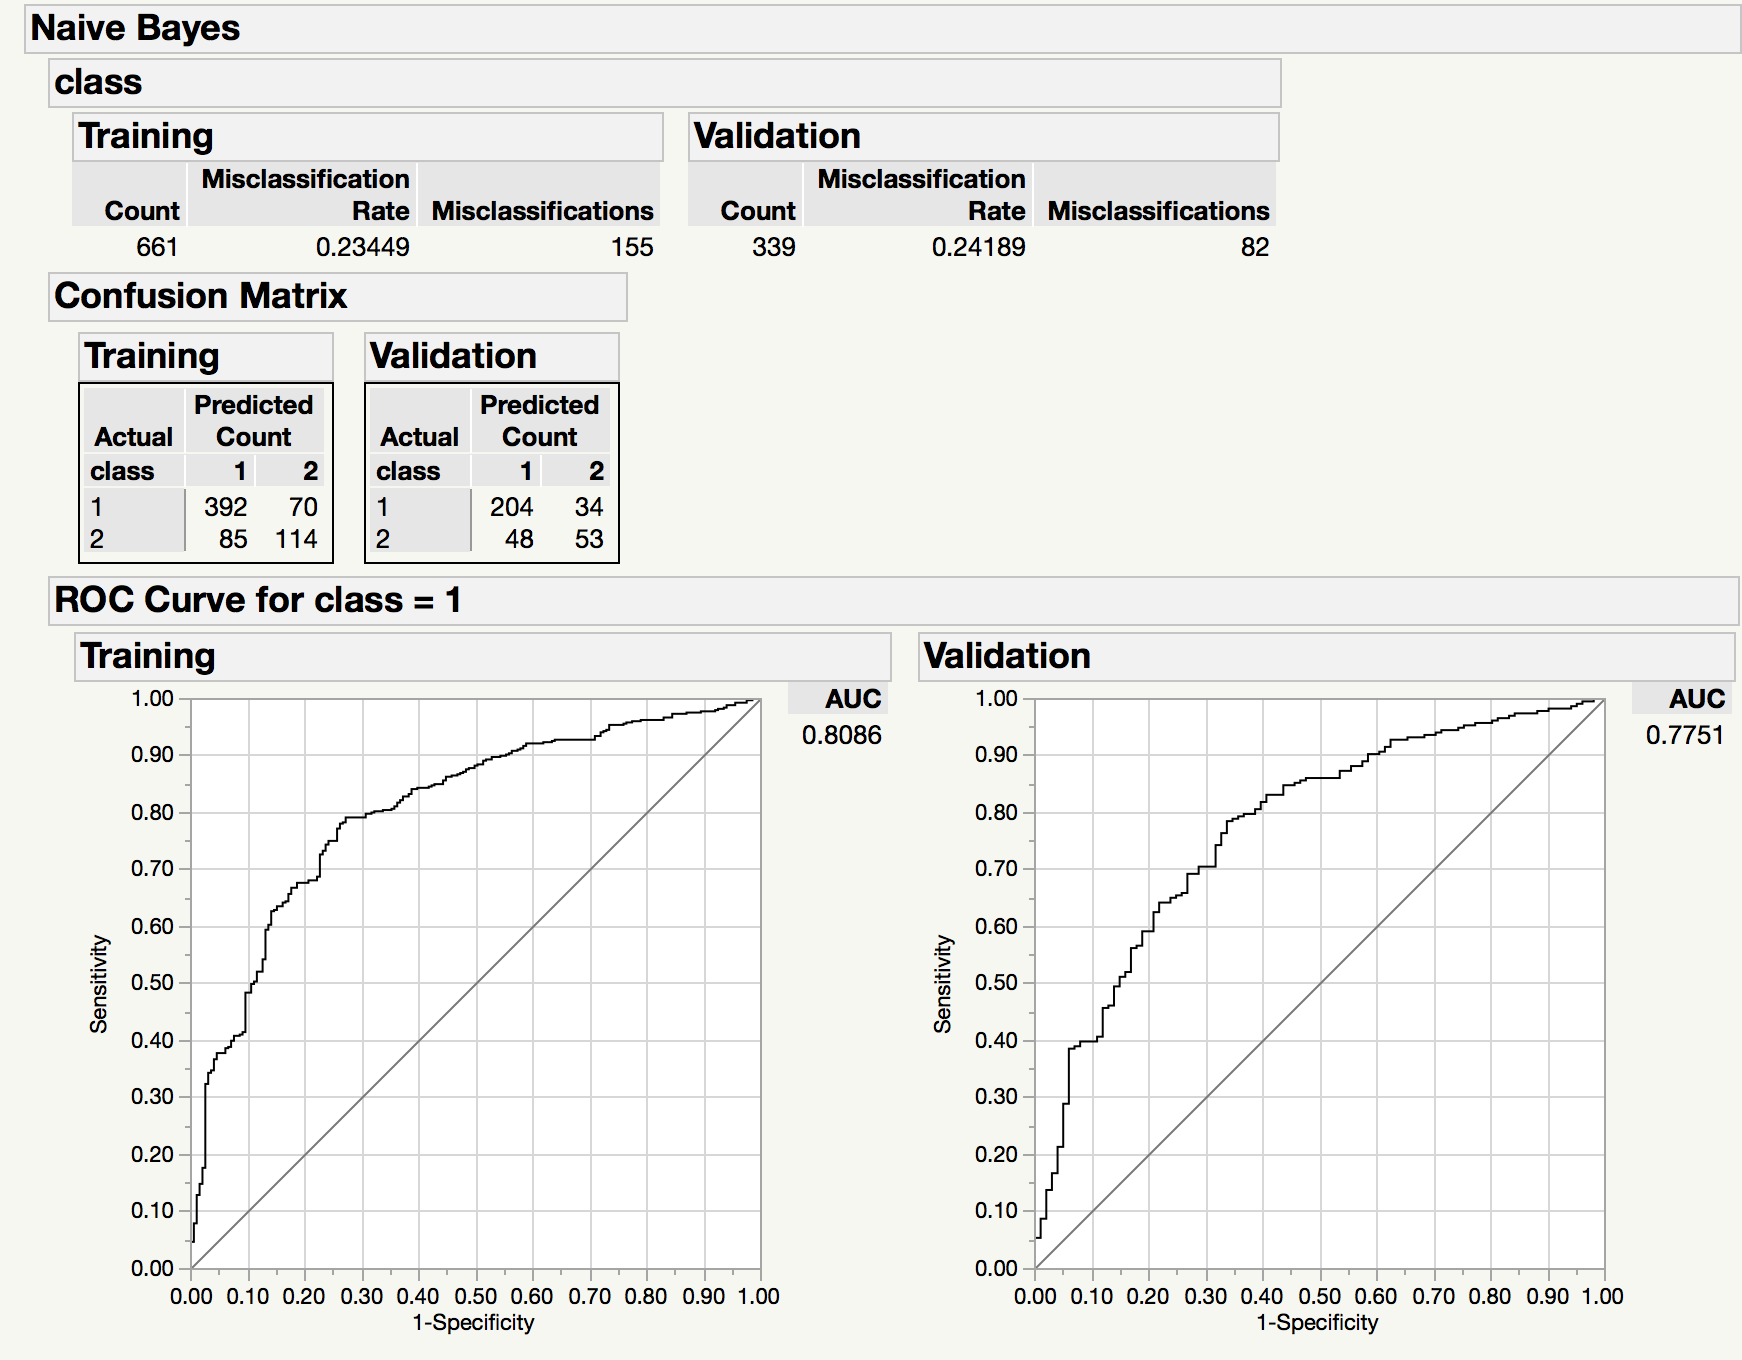 Naive Bayes
class
Training
Validation
Count Misclassification Rate Misclassifications
661 0.23449 155
Count Misclassification Rate Misclassifications
339 0.24189 82
Confusion Matrix
Training
Actual Predicted Count
class 1 2
1 392 70
2 85 114
Validation
Actual Predicted Count
class 1 2
1 204 34
2 48 53
ROC Curve for class = 1
Training
AUC
0.8086
Sensitivity
1.00
0.90
0.80
0.70
0.60
0.50
0.40
0.30
0.20
0.10
0.00
0.00 0.10 0.20 0.30 0.40 0.50 0.60 0.70 0.80 0.90 1.00
1-Specificity
Validation
AUC
0.7751
Sensitivity
1.00
0.90
0.80
0.70
0.60
0.50
0.40
0.30
0.20
0.10
0.00
0.00 0.10 0.20 0.30 0.40 0.50 0.60 0.70 0.80 0.90 1.00
1-Specificity